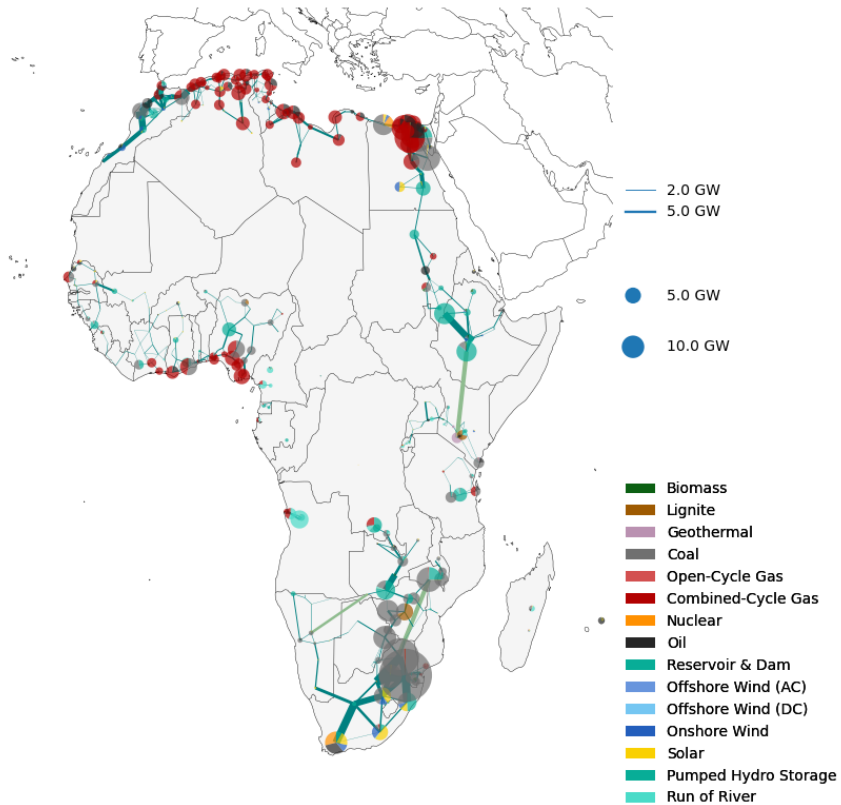 2.0 GW
5.0 GW
5.0 GW
10.0 GW
Biomass
Lignite
Geothermal
Coal
Open-Cycle Gas
Combined-Cycle Gas
Nuclear
Oil
Reservoir & Dam
Offshore Wind (AC)
Offshore Wind (DC)
Onshore Wind
Solar
Pumped Hydro Storage
Run of River